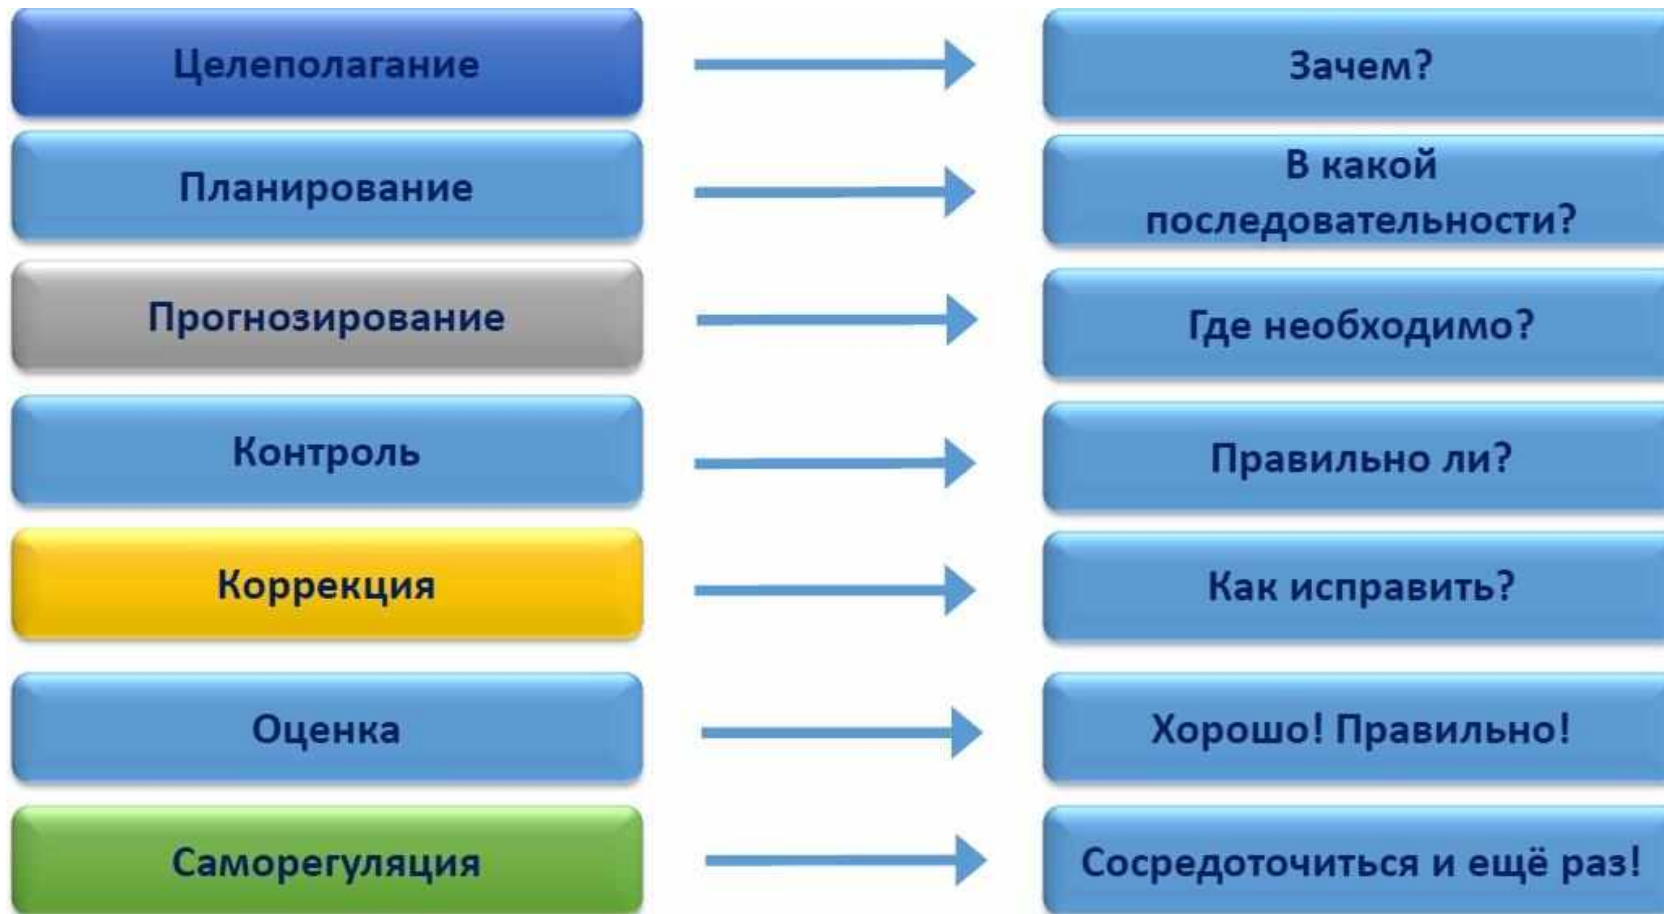 Целеполагание
Зачем?
Планирование
В какой
последовательности?
Прогнозирование
Где необходимо?
Контроль
Правильно ли?
Коррекция
Как исправить?
Оценка
Хорошо! Правильно!
Саморегуляция
Сосредоточиться и ещё раз!